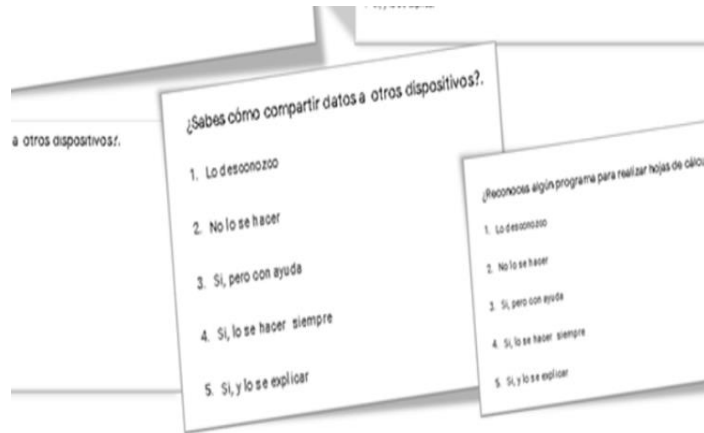 a otros dispositivos?.
¿Sabes cómo compartir datos a otros dispositivos?.
1. Lo desconozco
2. No lo se hacer
3. Si, pero con ayuda
4. Si, lo se hacer siempre
5. Si, y lo se explicar
¿Reconoces algún programa para realizar hojas de cálcu
1. Lo desconozco
2. No lo se hacer
3. Si, pero con ayuda
4. Si, lo se hacer siempre
5. Si, y lo se explicar